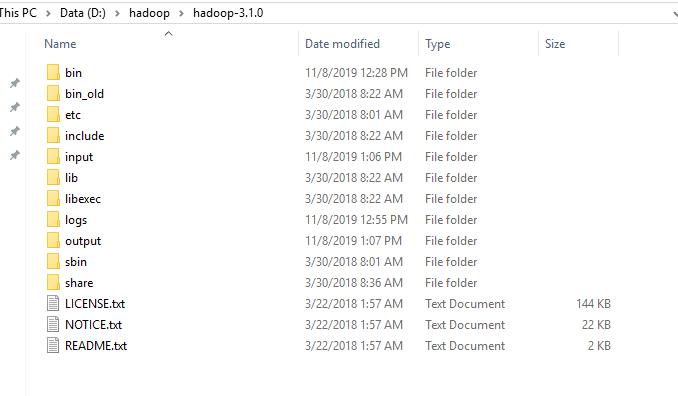 This PC > Data (D:) > hadoop > hadoop-3.1.0
Name Date modified Type Size
bin 11/8/2019 12:28 PM File folder
bin_old 3/30/2018 8:22 AM File folder
etc 3/30/2018 8:01 AM File folder
include 3/30/2018 8:22 AM File folder
input 11/8/2019 1:06 PM File folder
lib 3/30/2018 8:22 AM File folder
libexec 3/30/2018 8:22 AM File folder
logs 11/8/2019 12:55 PM File folder
output 11/8/2019 1:07 PM File folder
sbin 3/30/2018 8:01 AM File folder
share 3/30/2018 8:36 AM File folder
LICENSE.txt 3/22/2018 1:57 AM Text Document 144 KB
NOTICE.txt 3/22/2018 1:57 AM Text Document 22 KB
README.txt 3/22/2018 1:57 AM Text Document 2 KB